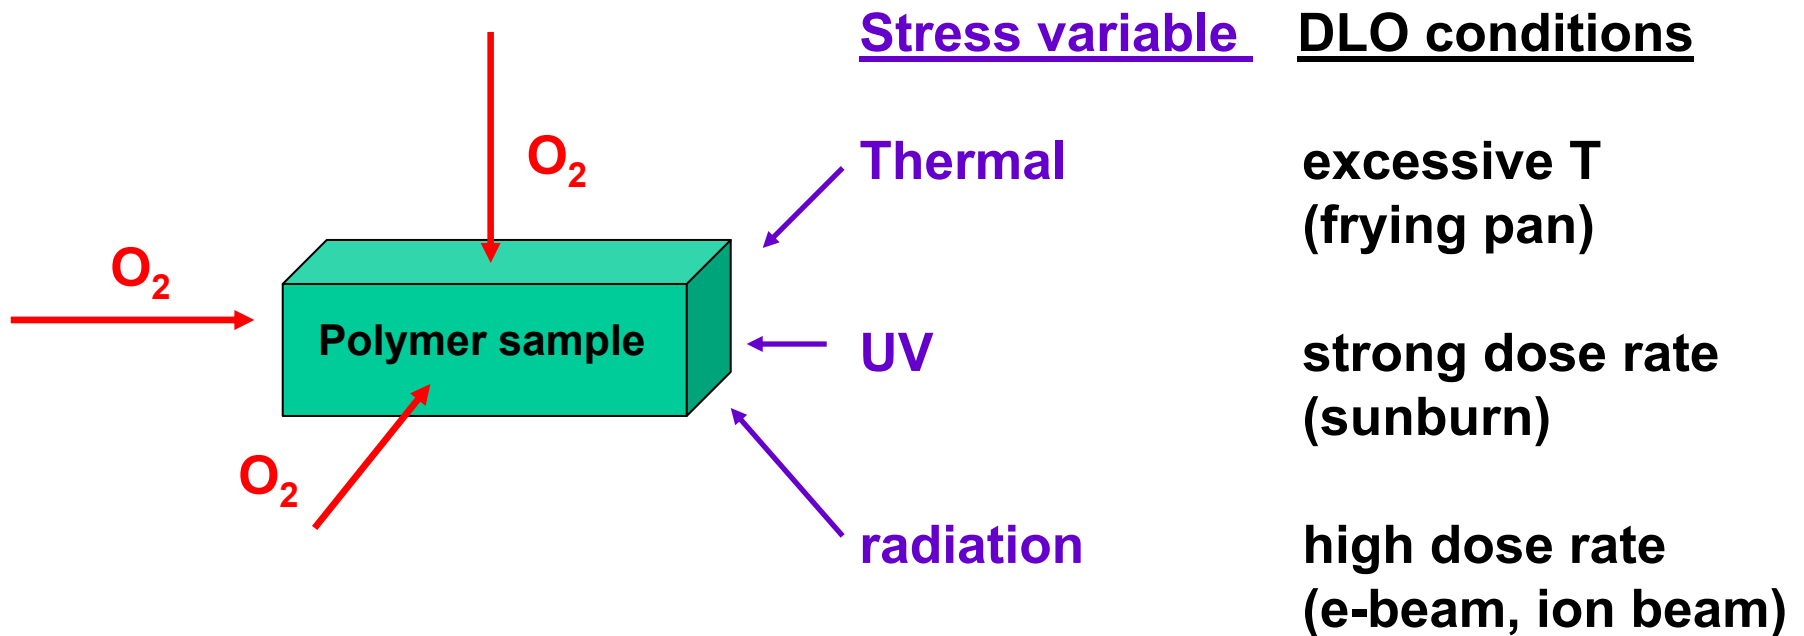 Stress variable DLO conditions
O₂
Thermal excessive T
(frying pan)
O₂
Polymer sample
UV strong dose rate
(sunburn)
O₂
radiation high dose rate
(e-beam, ion beam)